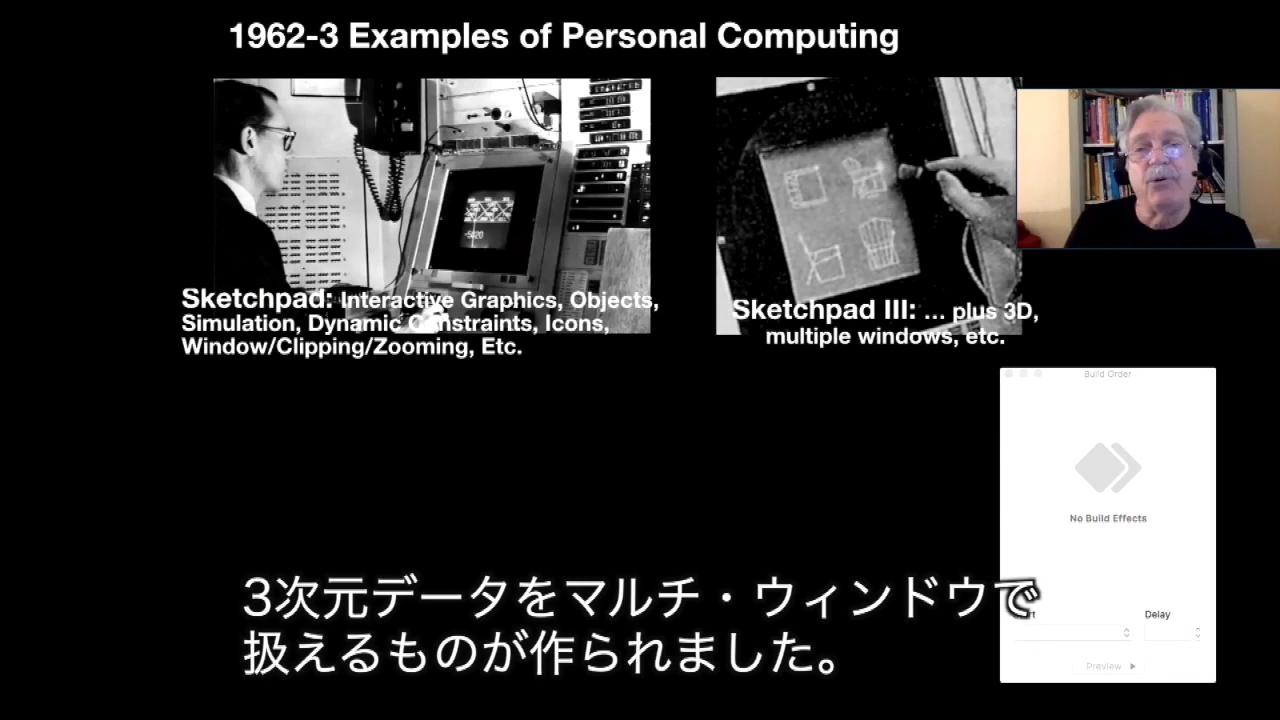 1962-3 Examples of Personal Computing
Sketchpad: Interactive Graphics, Objects,
Simulation, Dynamic Constraints, Icons,
Window/Clipping/Zooming, Etc.
Sketchpad III: ... plus 3D,
multiple windows, etc.
Build Order
No Build Effects
Delay
Preview
3次元データをマルチ・ウィンドウで
扱えるものが作られました。